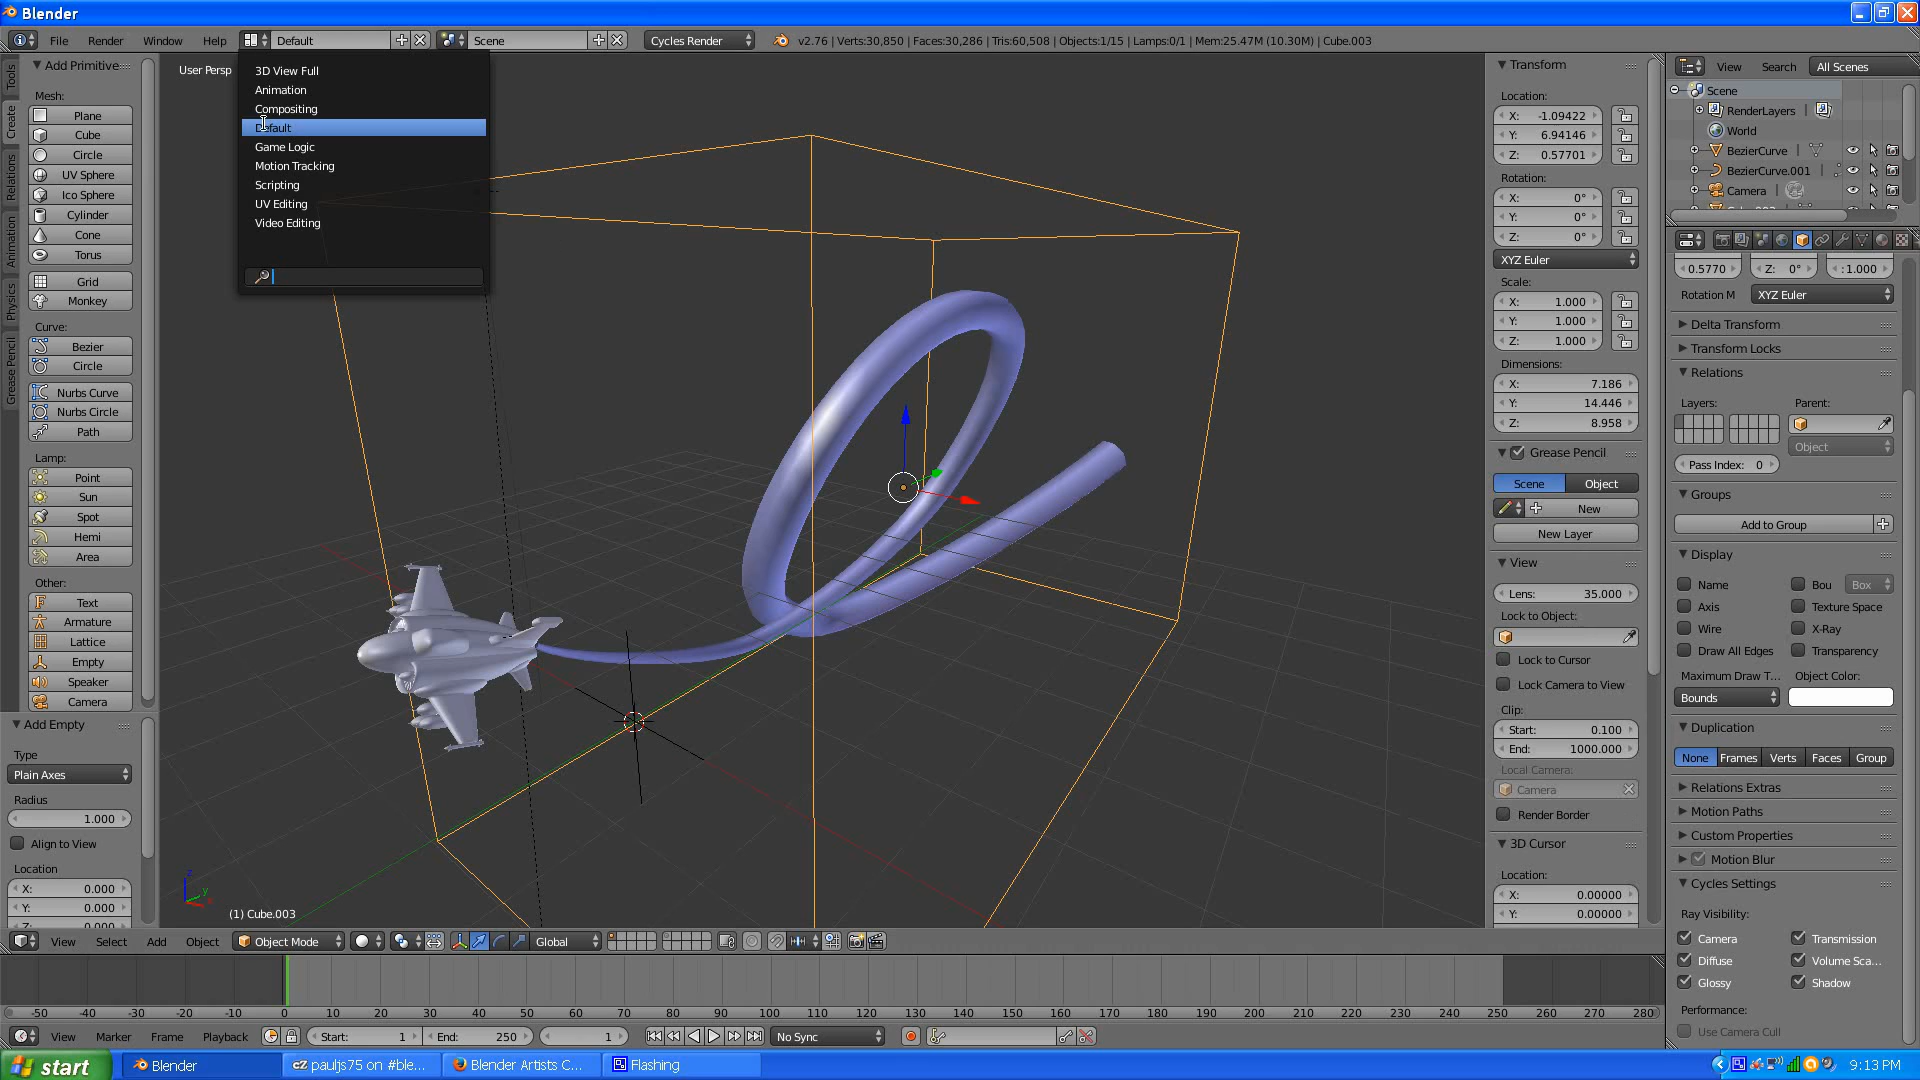 Blender
File Render Window Help Default Scene Cycles Render v2.76 | Verts:30,850 | Faces:30,286 | Tris:60,508 | Objects:1/15 | Lamps:0/1 | Mem:25.47M (10.30M) | Cube.003
Tools
Create
Relations
Animation
Physics
Grease Pencil
Add Primitive
Mesh:
Plane
Cube
Circle
UV Sphere
Ico Sphere
Cylinder
Cone
Torus
Grid
Monkey
Curve:
Bezier
Circle
Nurbs Curve
Nurbs Circle
Path
Lamp:
Point
Sun
Spot
Hemi
Area
Other:
Text
Armature
Lattice
Empty
Speaker
Camera
Add Empty
Type
Plain Axes
Radius
1.000
Align to View
Location
X: 0.000
Y: 0.000
Z: 0.000
User Persp
3D View Full
Animation
Compositing
Default
Game Logic
Motion Tracking
Scripting
UV Editing
Video Editing
z
y
(1) Cube.003
Transform
Location:
X: -1.09422
Y: 6.94146
Z: 0.57701
Rotation:
X: 0°
Y: 0°
Z: 0°
XYZ Euler
Scale:
X: 1.000
Y: 1.000
Z: 1.000
Dimensions:
X: 7.186
Y: 14.446
Z: 8.958
Grease Pencil
Scene Object
New
New Layer
View
Lens: 35.000
Lock to Object:
Lock to Cursor
Lock Camera to View
Clip:
Start: 0.100
End: 1000.000
Local Camera:
Camera
Render Border
3D Cursor
Location:
X: 0.00000
Y: 0.00000
View Search All Scenes
Scene
RenderLayers
World
BezierCurve
BezierCurve.001
Camera
0.5770 Z: 0° : 1.000
Rotation M XYZ Euler
Delta Transform
Transform Locks
Relations
Layers: Parent:
Object
Pass Index: 0
Groups
Add to Group
Display
Name Bou Box
Axis Texture Space
Wire X-Ray
Draw All Edges Transparency
Maximum Draw T... Object Color:
Bounds
Duplication
None Frames Verts Faces Group
Relations Extras
Motion Paths
Custom Properties
Motion Blur
Cycles Settings
Ray Visibility:
Camera Transmission
Diffuse Volume Sca...
Glossy Shadow
Performance:
Use Camera Cull
View Select Add Object Object Mode Global
-50 -40 -30 -20 -10 0 10 20 30 40 50 60 70 80 90 100 110 120 130 140 150 160 170 180 190 200 210 220 230 240 250 260 270 280
View Marker Frame Playback Start: 1 End: 250 1 No Sync
start Blender pauljs75 on #ble... Blender Artists C... Flashing 9:13 PM